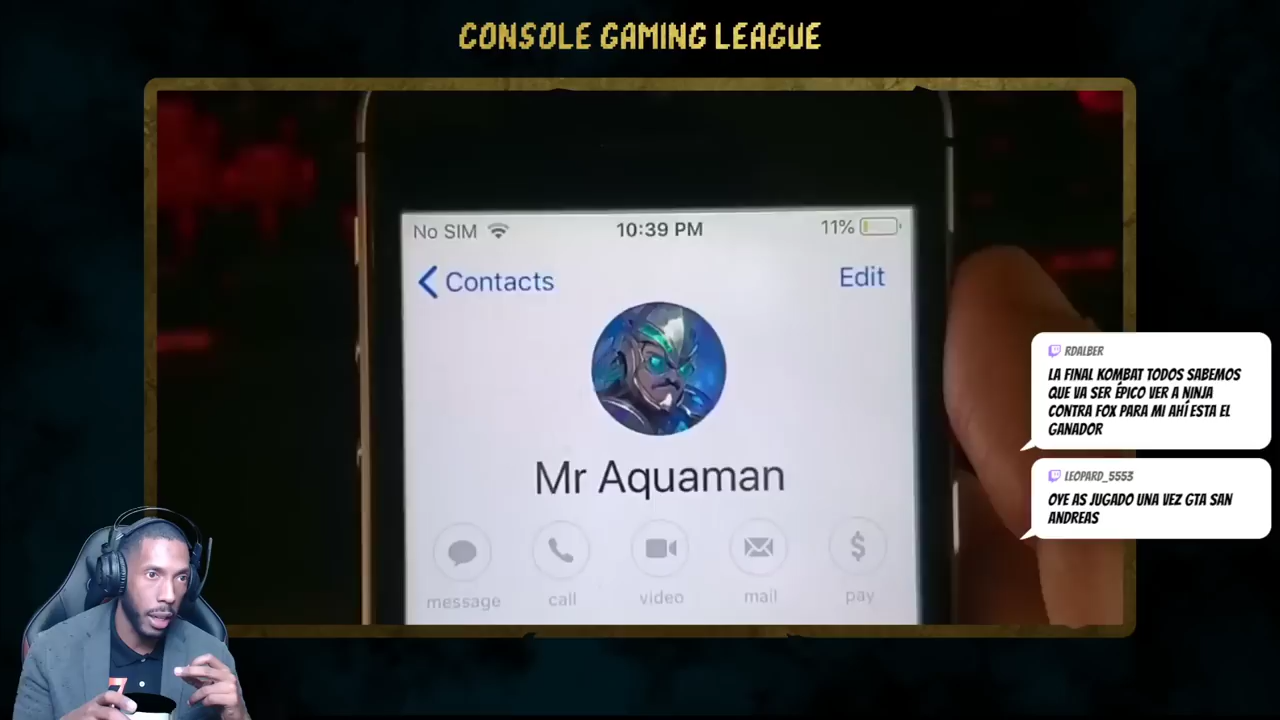 CONSOLE GAMING LEAGUE
No SIM 10:39 PM 11%
Contacts Edit
Mr Aquaman
message call video mail pay
RDALBER
LA FINAL KOMBAT TODOS SABEMOS
QUE VA SER ÉPICO VER A NINJA
CONTRA FOX PARA MI AHÍ ESTA EL
GANADOR
LEOPARD_5553
OYE AS JUGADO UNA VEZ GTA SAN
ANDREAS